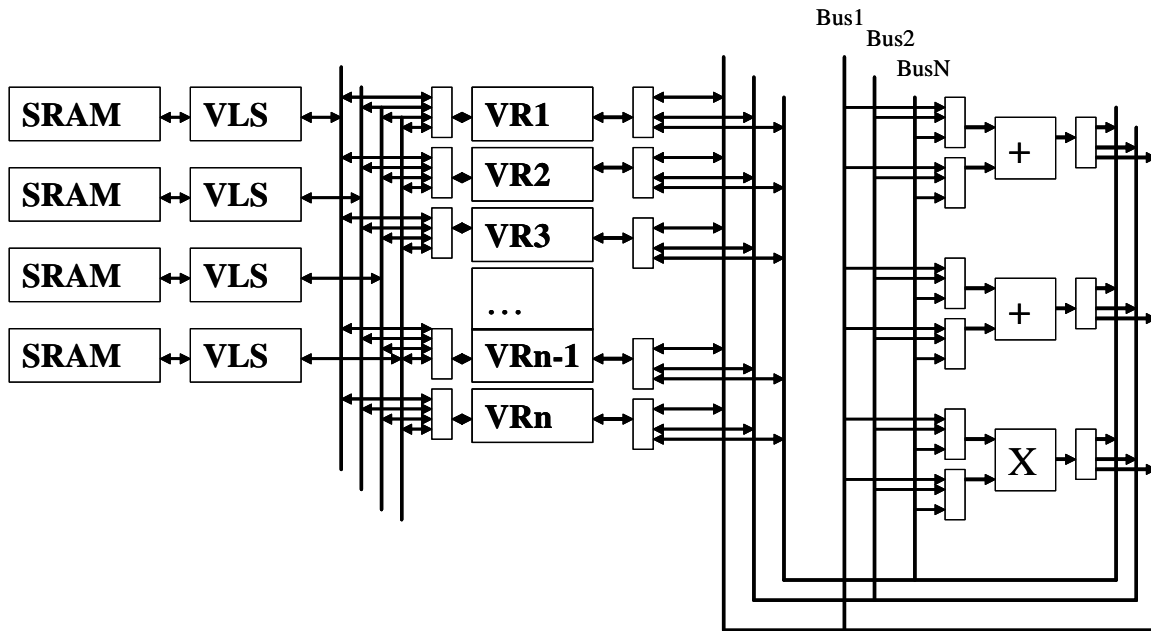 Bus1
Bus2
BusN
SRAM VLS VR1 +
SRAM VLS VR2
SRAM VLS VR3
... +
SRAM VLS VRn-1
VRn X